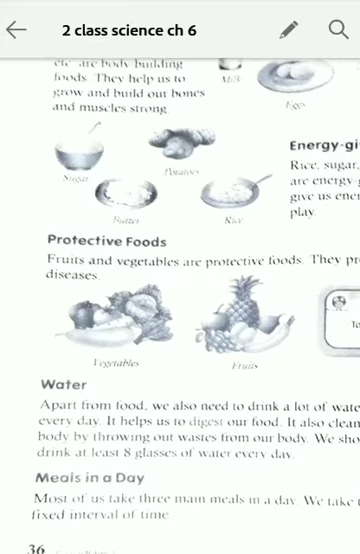 2 class science ch 6
etc are body building
foods. They help us to
grow and build our bones
and muscles strong.
Milk
Eggs
Energy-gi
Rice, sugar,
are energy-g
give us ener
play.
Sugar
Potatoes
Butter
Rice
Protective Foods
Fruits and vegetables are protective foods. They pr
diseases.
To
Vegetables
Fruits
Water
Apart from food, we also need to drink a lot of wate
every day. It helps us to digest our food. It also clean
body by throwing out wastes from our body. We sho
drink at least 8 glasses of water every day.
Meals in a Day
Most of us take three main meals in a day. We take t
fixed interval of time.
36